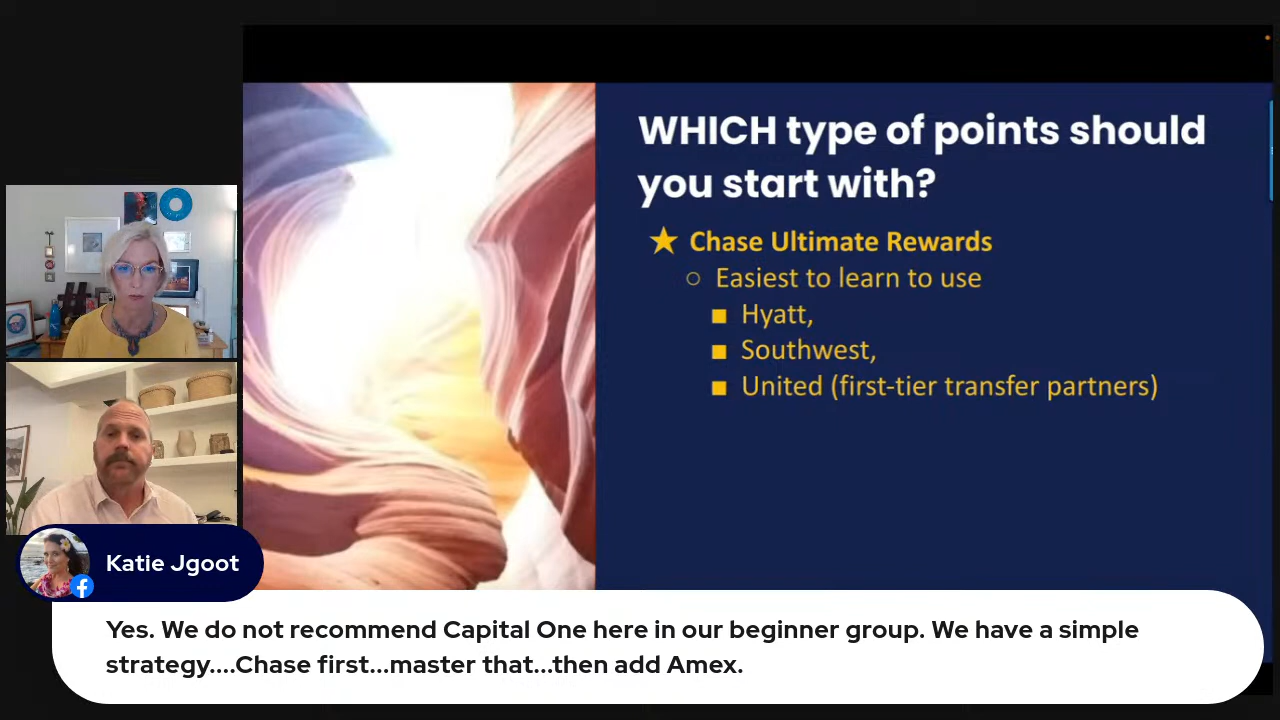 WHICH type of points should
you start with?
★ Chase Ultimate Rewards
○ Easiest to learn to use
■ Hyatt,
■ Southwest,
■ United (first-tier transfer partners)
Katie Jgoot
Yes. We do not recommend Capital One here in our beginner group. We have a simple
strategy....Chase first...master that...then add Amex.